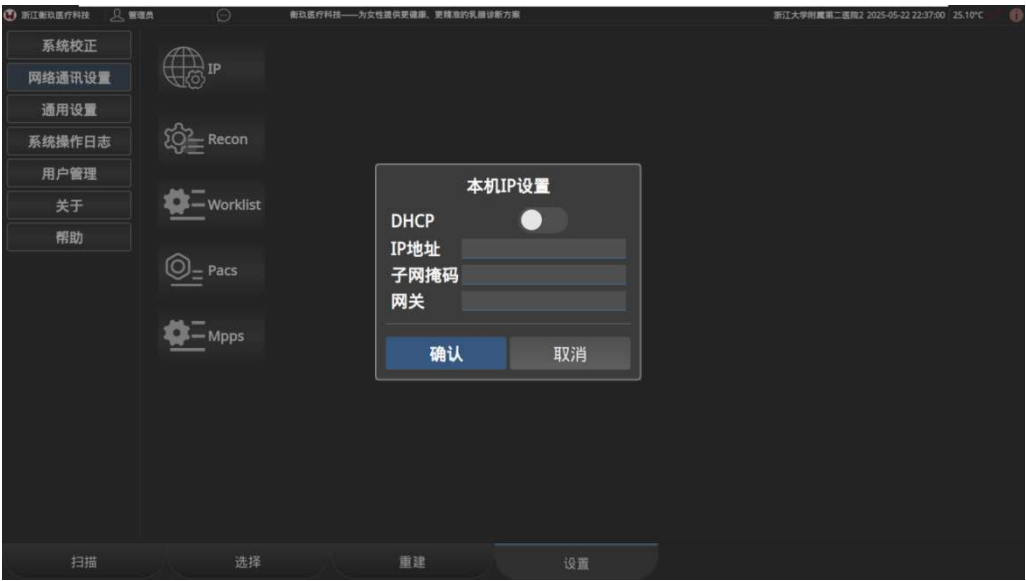 浙江衡玖医疗科技 管理员 衡玖医疗科技——为女性提供更健康、更精准的乳腺诊断方案 浙江大学附属第二医院2 2025-05-22 22:37:00 25.10°C
系统校正
网络通讯设置
通用设置
系统操作日志
用户管理
关于
帮助
IP
Recon
Worklist
Pacs
Mpps
本机IP设置
DHCP
IP地址
子网掩码
网关
确认 取消
扫描 选择 重建 设置